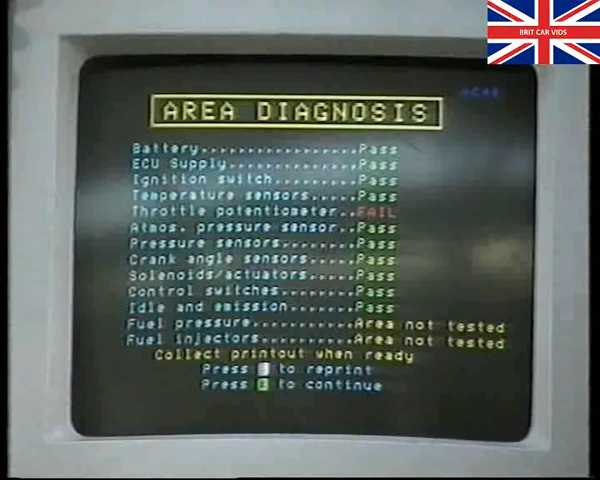 BRIT CAR VIDS
AREA DIAGNOSIS
Battery................Pass
ECU Supply.............Pass
Ignition switch........Pass
Temperature sensors....Pass
Throttle potentiometer..FAIL
Atmos. pressure sensor..Pass
Pressure sensors.......Pass
Crank angle sensors.....Pass
Solenoids/actuators.....Pass
Control switches.......Pass
Idle and emission.......Pass
Fuel pressure...........Area not tested
Fuel injectors..........Area not tested
Collect printout when ready
Press to reprint
Press to continue